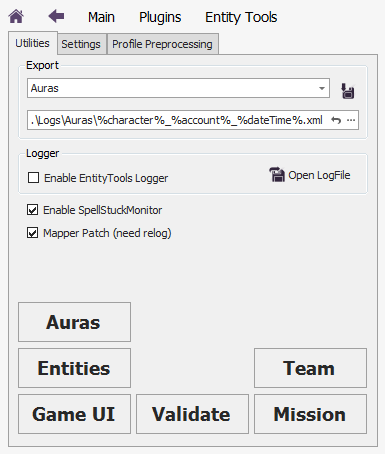 Main Plugins Entity Tools
Utilities Settings Profile Preprocessing
Export
Auras
.\Logs\Auras\%character%_%account%_%dateTime%.xml
Logger
Enable EntityTools Logger Open LogFile
Enable SpellStuckMonitor
Mapper Patch (need relog)
Auras
Entities Team
Game UI Validate Mission